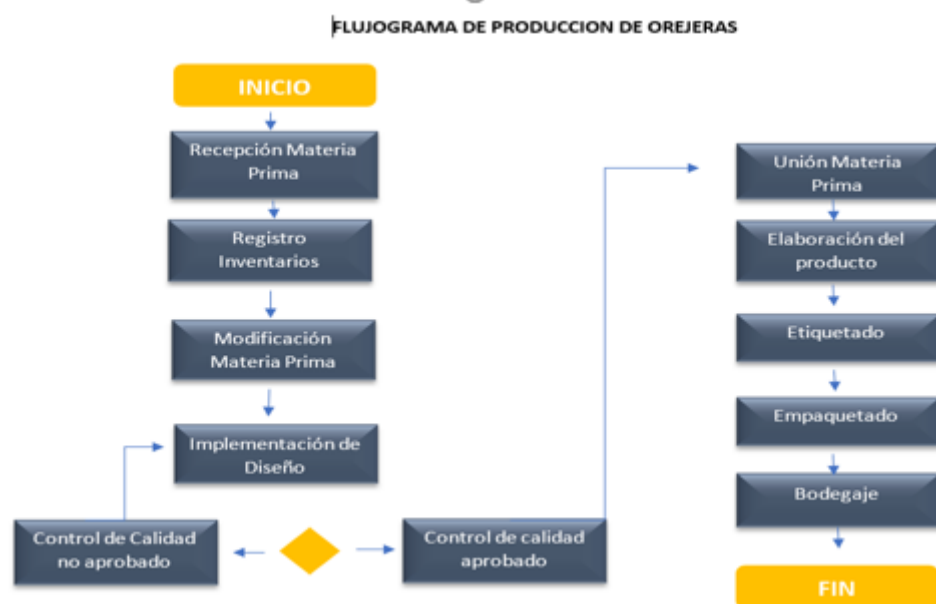 FLUJOGRAMA DE PRODUCCION DE OREJERAS
INICIO
Recepción Materia
Prima
Registro
Inventarios
Modificación
Materia Prima
Implementación de
Diseño
Control de Calidad
no aprobado
Control de calidad
aprobado
Unión Materia
Prima
Elaboración del
producto
Etiquetado
Empaquetado
Bodegaje
FIN